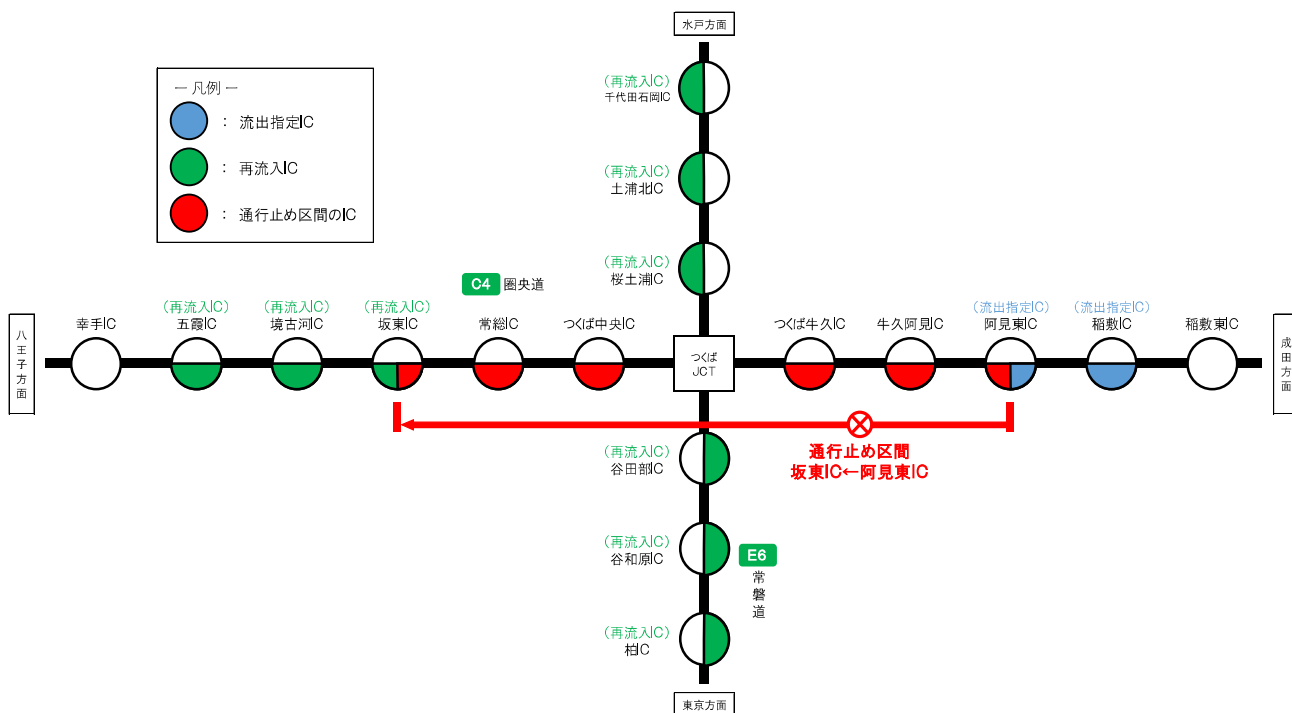 水戸方面
― 凡例 ―
： 流出指定IC
： 再流入IC
： 通行止め区間のIC
(再流入IC)
千代田石岡IC
(再流入IC)
土浦北IC
(再流入IC)
桜土浦IC
C4 圏央道
八王子方面
幸手IC
(再流入IC)
五霞IC
(再流入IC)
境古河IC
(再流入IC)
坂東IC
常総IC
つくば中央IC
つくば
JCT
つくば牛久IC
牛久阿見IC
(流出指定IC)
阿見東IC
(流出指定IC)
稲敷IC
稲敷東IC
成田方面
通行止め区間
坂東IC←阿見東IC
(再流入IC)
谷田部IC
(再流入IC)
谷和原IC
E6
常磐道
(再流入IC)
柏IC
東京方面